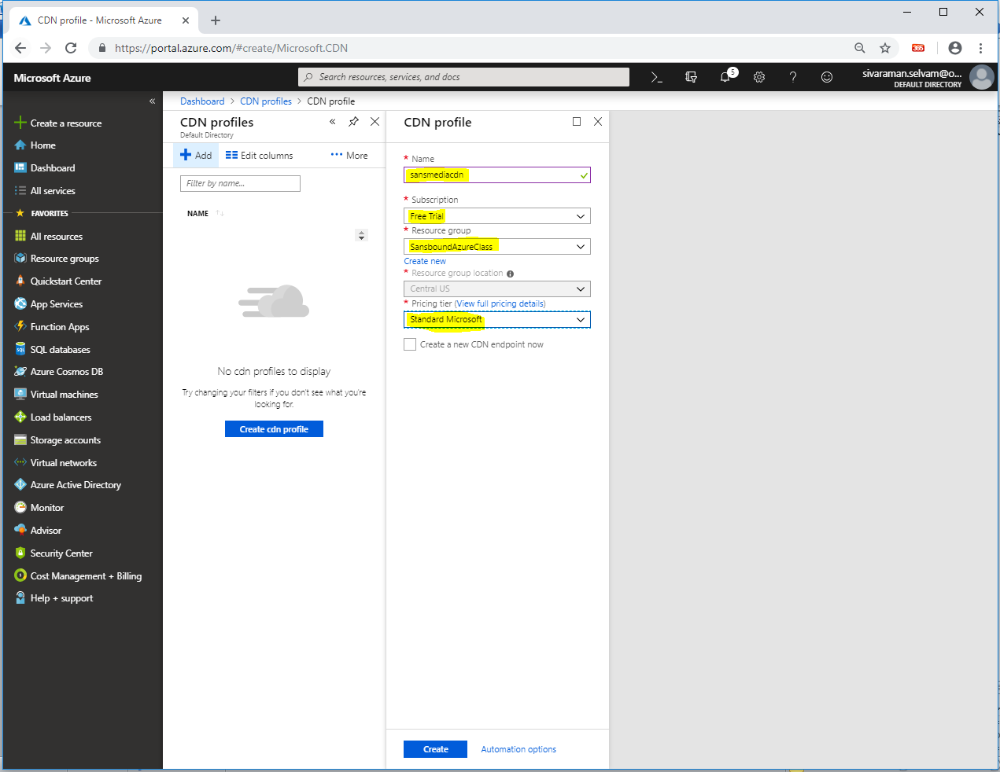 CDN profile - Microsoft Azure
https://portal.azure.com/#create/Microsoft.CDN
365
Microsoft Azure
Search resources, services, and docs
5
sivaraman.selvam@o...
DEFAULT DIRECTORY
Create a resource
Home
Dashboard
All services
FAVORITES
All resources
Resource groups
Quickstart Center
App Services
Function Apps
SQL databases
Azure Cosmos DB
Virtual machines
Load balancers
Storage accounts
Virtual networks
Azure Active Directory
Monitor
Advisor
Security Center
Cost Management + Billing
Help + support
Dashboard > CDN profiles > CDN profile
CDN profiles
Default Directory
Add
Edit columns
More
Filter by name...
NAME
No cdn profiles to display
Try changing your filters if you don't see what you're
looking for.
Create cdn profile
CDN profile
* Name
sansmediacdn
* Subscription
Free Trial
* Resource group
SansboundAzureClass
Create new
* Resource group location
Central US
* Pricing tier (View full pricing details)
Standard Microsoft
Create a new CDN endpoint now
Create
Automation options